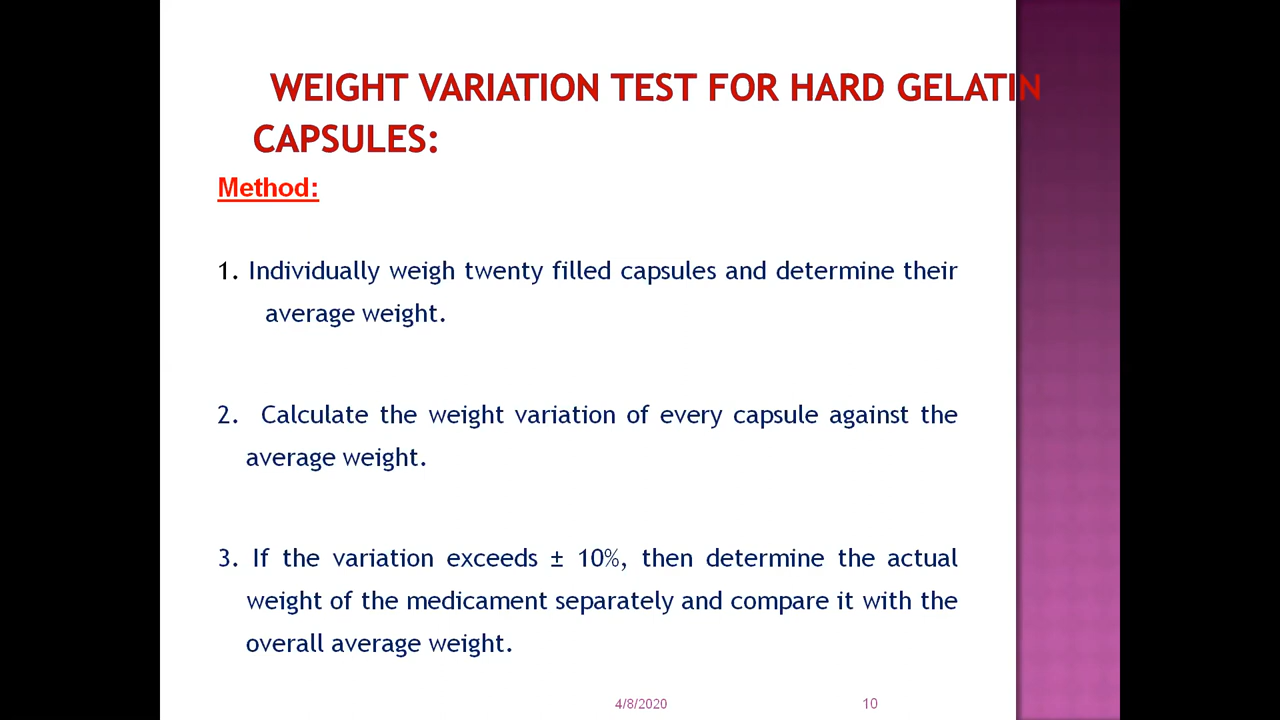 WEIGHT VARIATION TEST FOR HARD GELATIN
CAPSULES:
Method:
1. Individually weigh twenty filled capsules and determine their
average weight.
2. Calculate the weight variation of every capsule against the
average weight.
3. If the variation exceeds ± 10%, then determine the actual
weight of the medicament separately and compare it with the
overall average weight.
4/8/2020 10